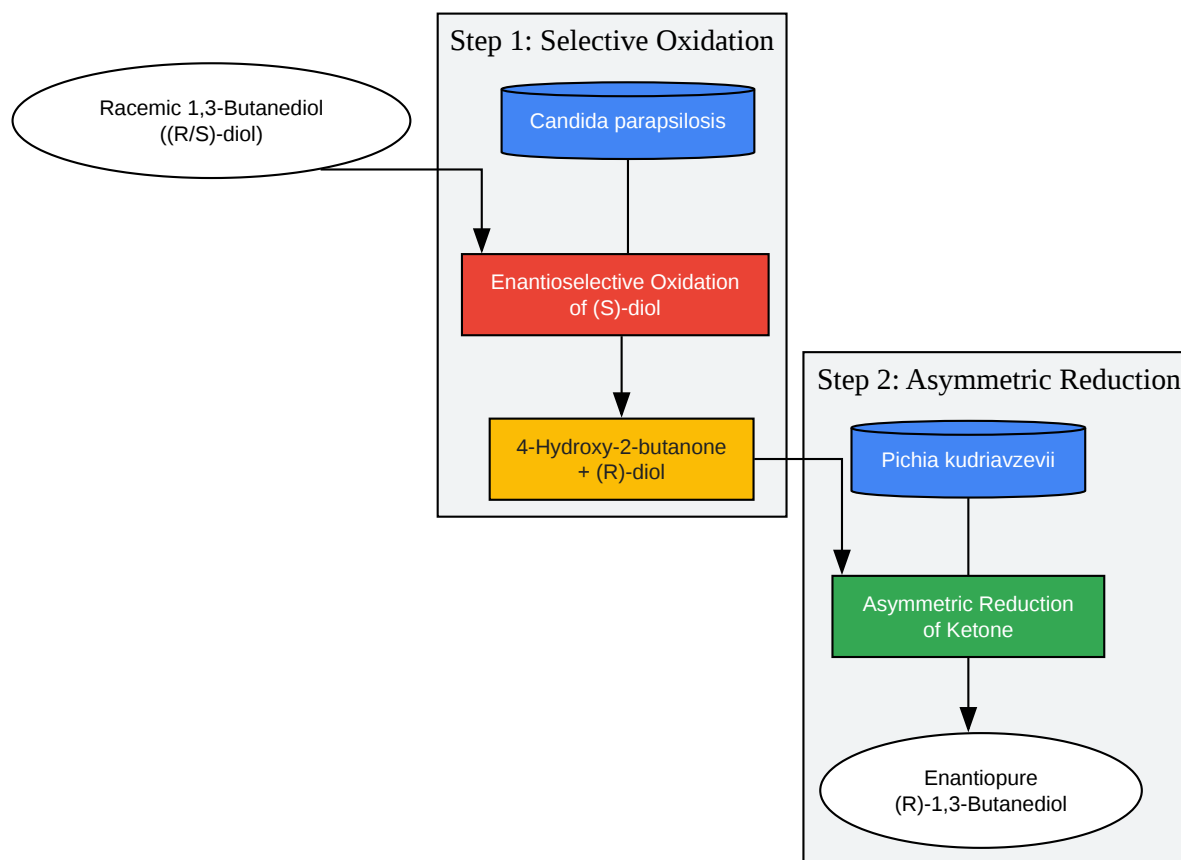 Step 1: Selective Oxidation
Racemic 1,3-Butanediol
((R/S)-diol)
Candida parapsilosis
Enantioselective Oxidation
of (S)-diol
4-Hydroxy-2-butanone
+ (R)-diol
Step 2: Asymmetric Reduction
Pichia kudriavzevii
Asymmetric Reduction
of Ketone
Enantiopure
(R)-1,3-Butanediol